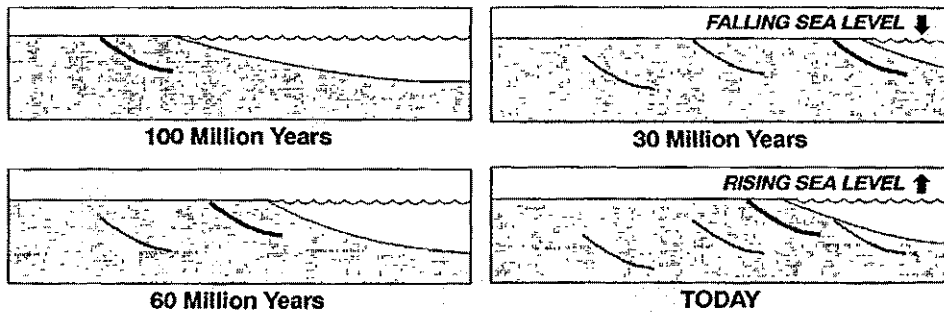 FALLING SEA LEVEL
100 Million Years
30 Million Years
RISING SEA LEVEL
60 Million Years
TODAY